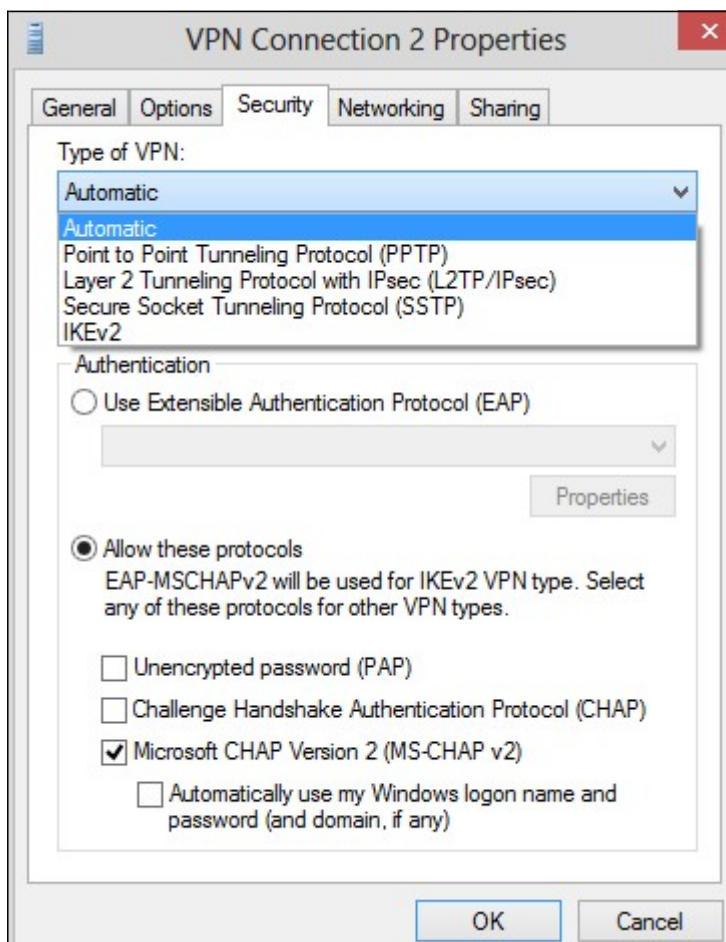 VPN Connection 2 Properties
General Options Security Networking Sharing
Type of VPN:
Automatic
Automatic
Point to Point Tunneling Protocol (PPTP)
Layer 2 Tunneling Protocol with IPsec (L2TP/IPsec)
Secure Socket Tunneling Protocol (SSTP)
IKEv2
Authentication
Use Extensible Authentication Protocol (EAP)
Properties
Allow these protocols
EAP-MSCHAPv2 will be used for IKEv2 VPN type. Select
any of these protocols for other VPN types.
Unencrypted password (PAP)
Challenge Handshake Authentication Protocol (CHAP)
Microsoft CHAP Version 2 (MS-CHAP v2)
Automatically use my Windows logon name and
password (and domain, if any)
OK Cancel